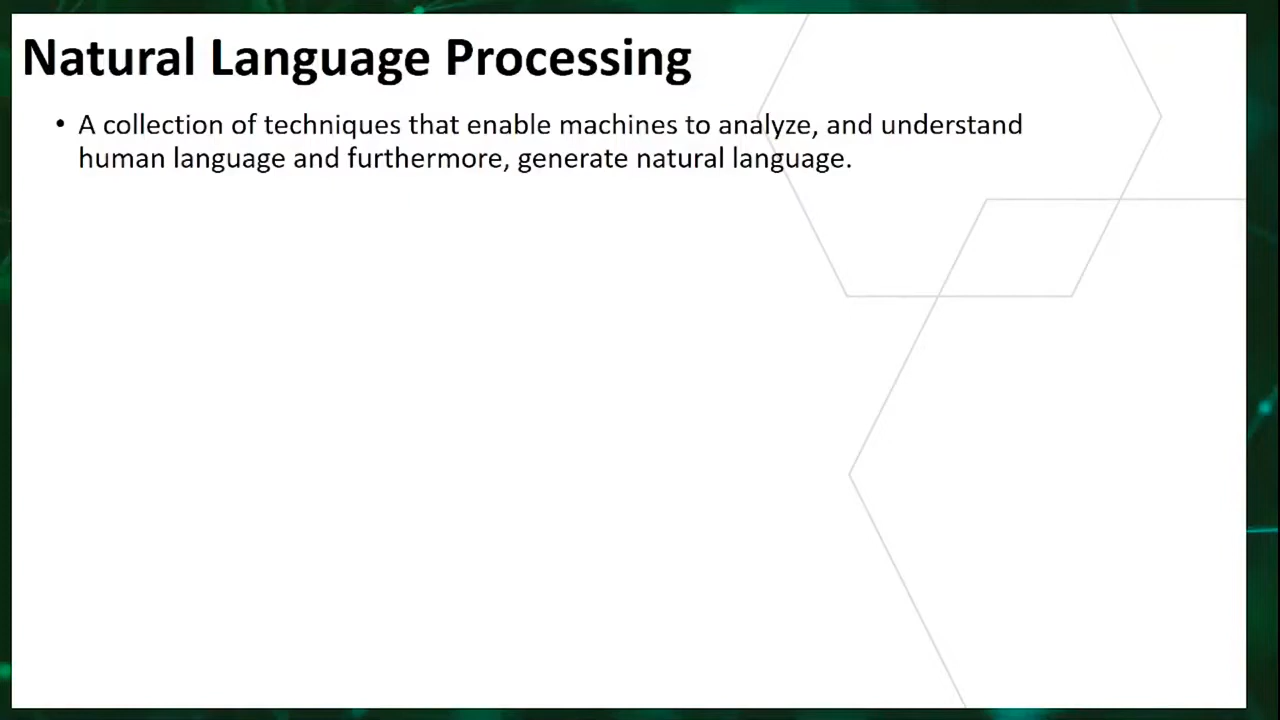 Natural Language Processing
• A collection of techniques that enable machines to analyze, and understand
human language and furthermore, generate natural language.